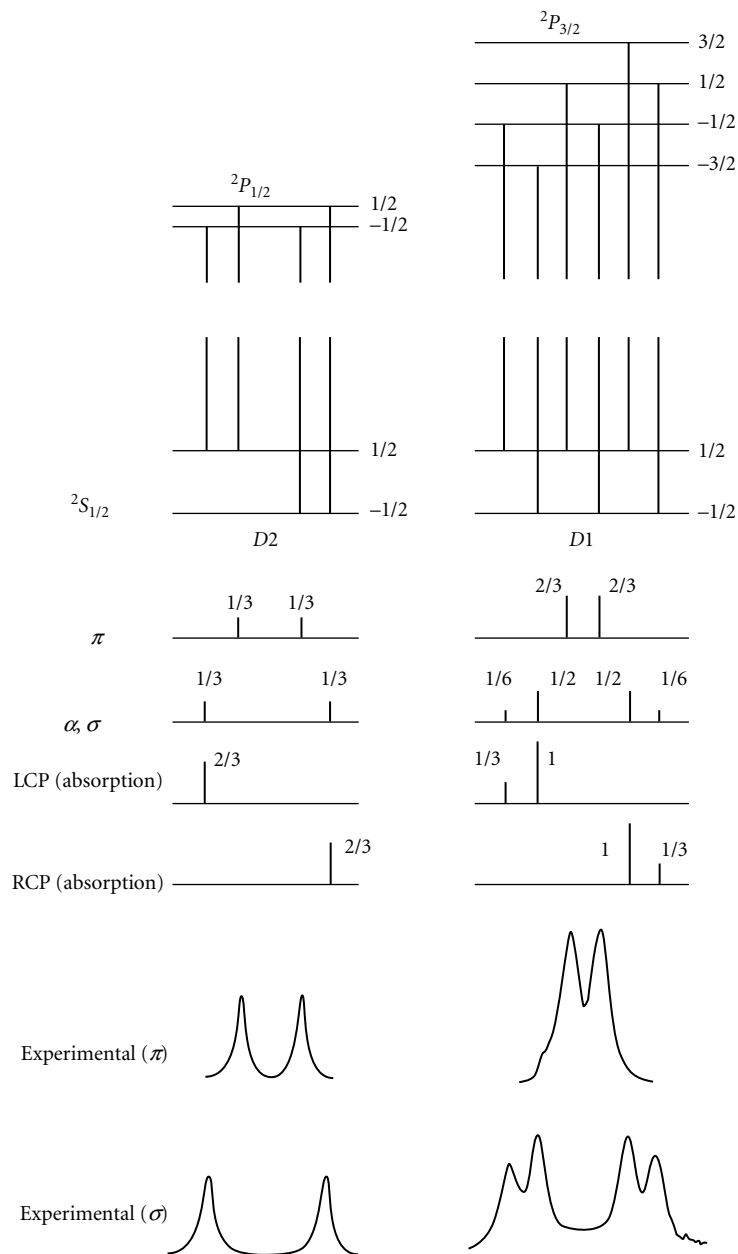 ²P₃/₂
3/2
1/2
−1/2
−3/2
²P₁/₂
1/2
−1/2
1/2
1/2
²S₁/₂
−1/2
−1/2
D2
D1
π
1/3
1/3
2/3
2/3
α, σ
1/3
1/3
1/6
1/2
1/2
1/6
LCP (absorption)
2/3
1/3
1
RCP (absorption)
2/3
1
1/3
Experimental (π)
Experimental (σ)